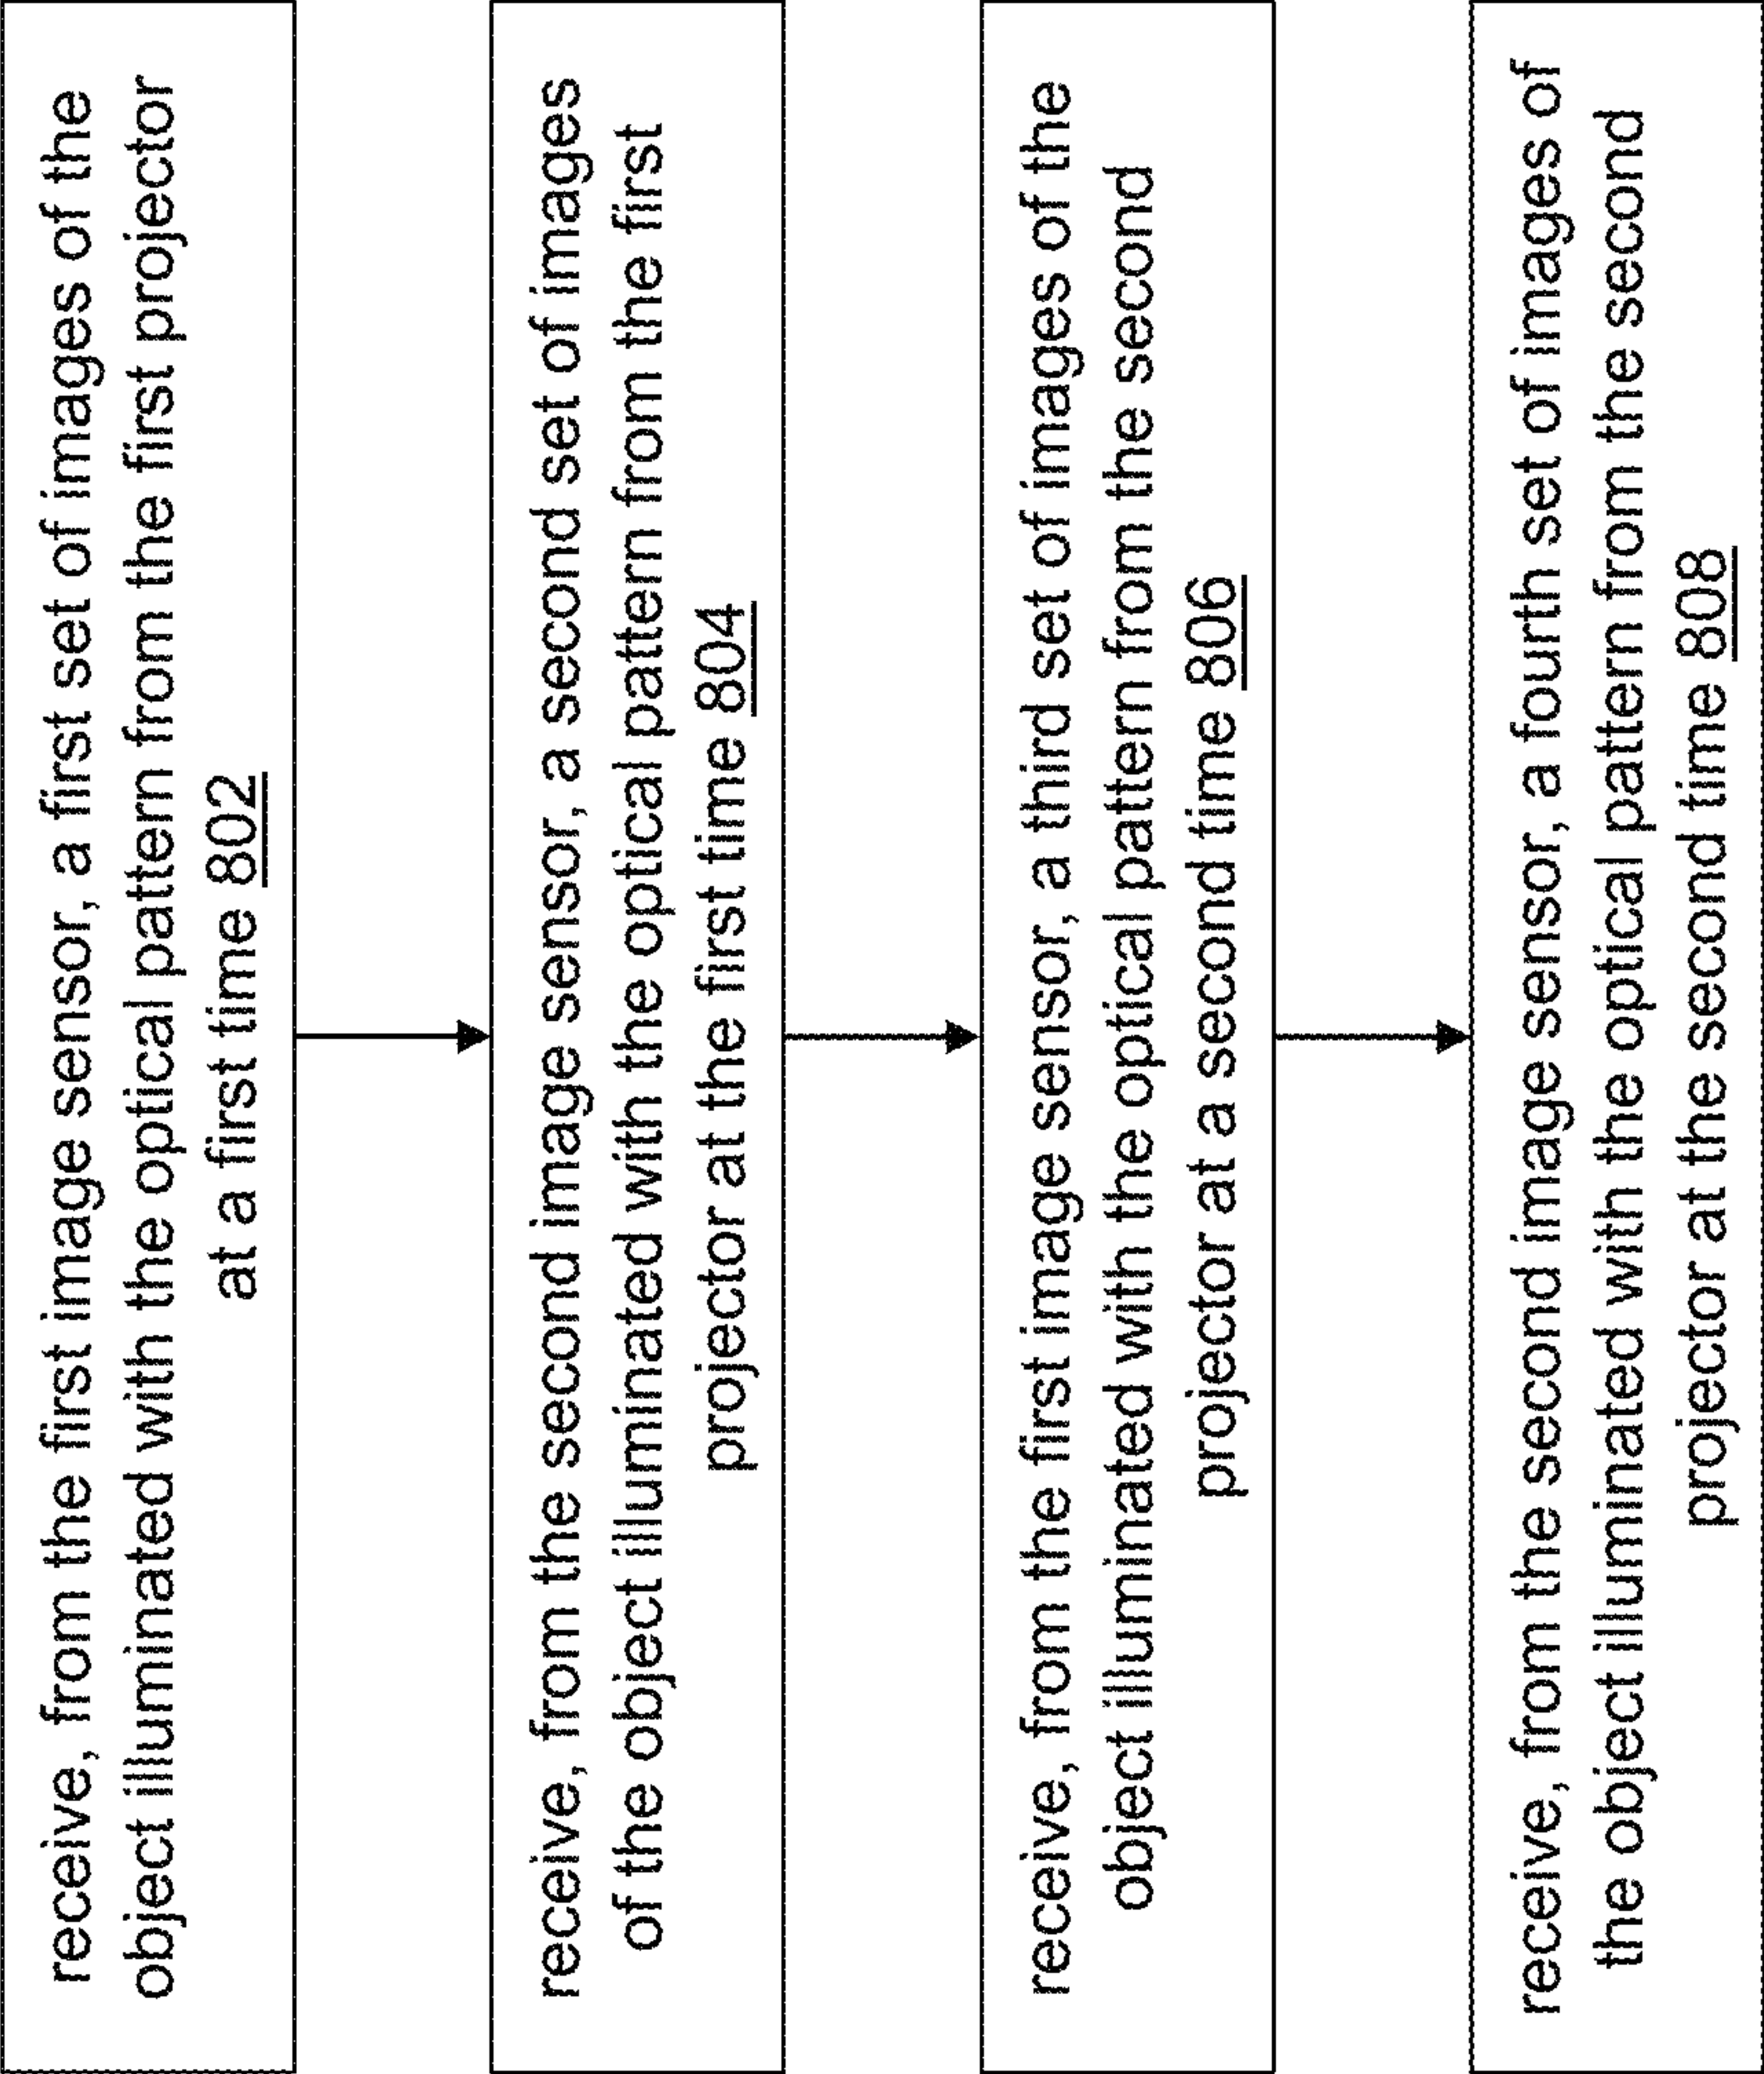 receive, from the first image sensor, a first set of images of the
object illuminated with the optical pattern from the first projector
at a first time 802
receive, from the second image sensor, a second set of images
of the object illuminated with the optical pattern from the first
projector at the first time 804
receive, from the first image sensor, a third set of images of the
object illuminated with the optical pattern from the second
projector at a second time 806
receive, from the second image sensor, a fourth set of images of
the object illuminated with the optical pattern from the second
projector at the second time 808